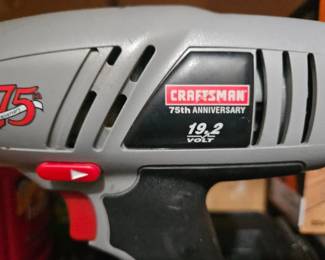 75
CRAFTSMAN
75th ANNIVERSARY
19.2
VOLT